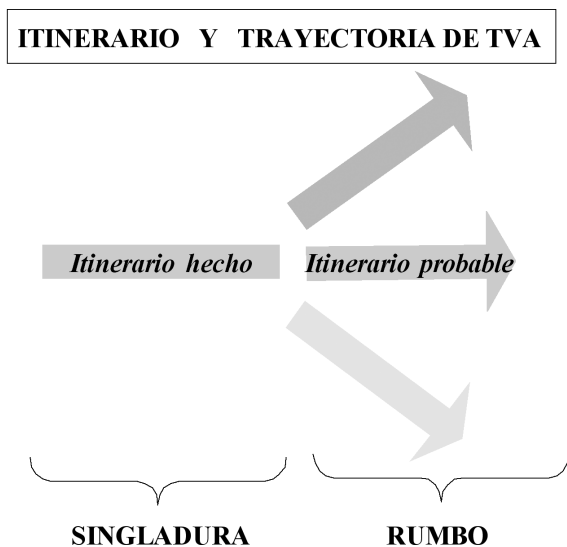 ITINERARIO Y TRAYECTORIA DE TVA
Itinerario hecho
Itinerario probable
SINGLADURA
RUMBO